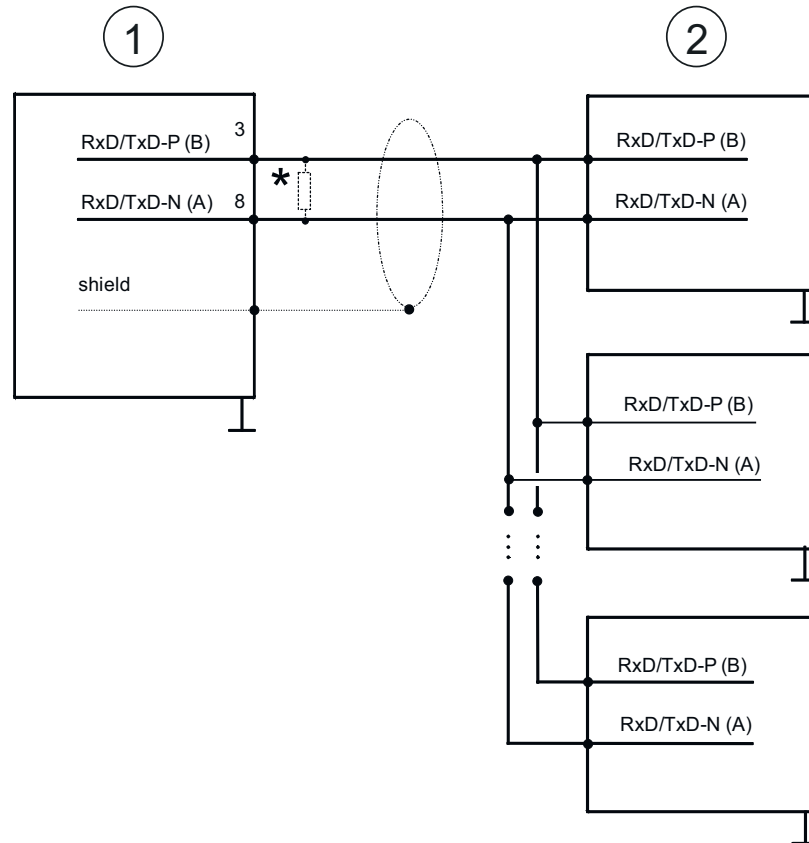 1
2
RxD/TxD-P (B) 3
RxD/TxD-P (B)
*
RxD/TxD-N (A) 8
RxD/TxD-N (A)
shield
RxD/TxD-P (B)
RxD/TxD-N (A)
RxD/TxD-P (B)
RxD/TxD-N (A)